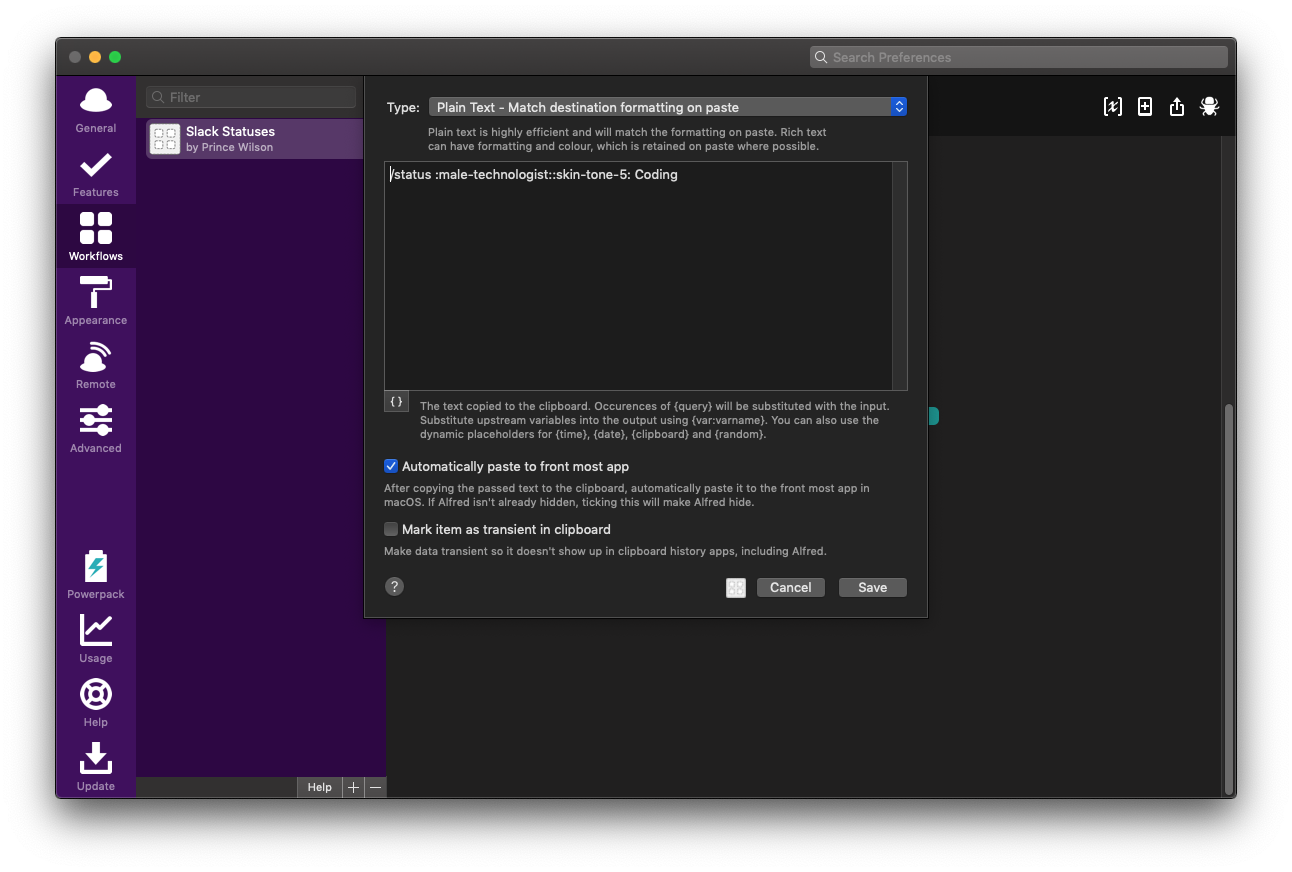 Search Preferences
General
Features
Workflows
Appearance
Remote
Advanced
Powerpack
Usage
Help
Update
Filter
Slack Statuses
by Prince Wilson
Help
Type: Plain Text - Match destination formatting on paste
Plain text is highly efficient and will match the formatting on paste. Rich text
can have formatting and colour, which is retained on paste where possible.
/status :male-technologist::skin-tone-5: Coding
{ }
The text copied to the clipboard. Occurences of {query} will be substituted with the input.
Substitute upstream variables into the output using {var:varname}. You can also use the
dynamic placeholders for {time}, {date}, {clipboard} and {random}.
Automatically paste to front most app
After copying the passed text to the clipboard, automatically paste it to the front most app in
macOS. If Alfred isn't already hidden, ticking this will make Alfred hide.
Mark item as transient in clipboard
Make data transient so it doesn't show up in clipboard history apps, including Alfred.
?
Cancel
Save